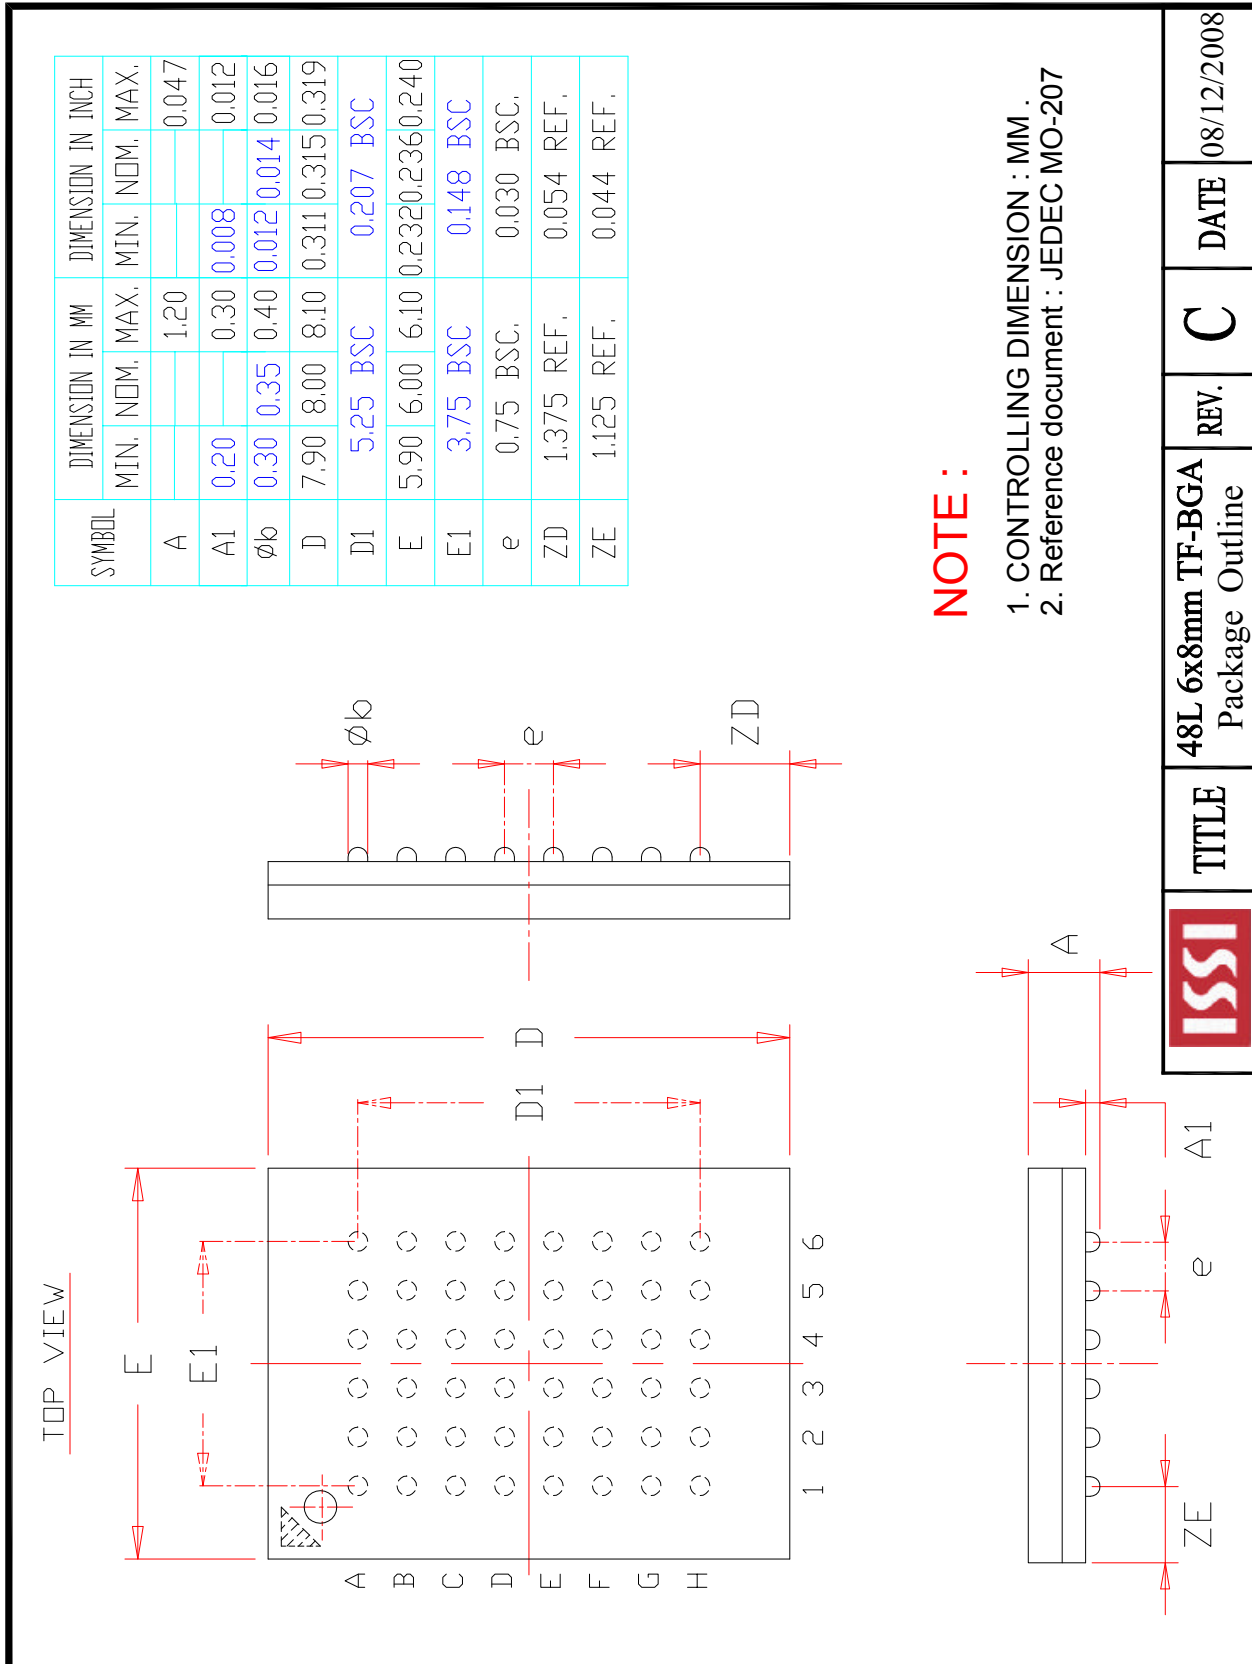 TOP VIEW
E
E1
A
B
C
D
E
F
G
H
1 2 3 4 5 6
D1 D
Øb
e
ZD
ZE
e
A1
A
SYMBOL DIMENSION IN MM DIMENSION IN INCH
MIN. NOM. MAX. MIN. NOM. MAX.
A 1.20 0.047
A1 0.20 0.30 0.008 0.012
Øb 0.30 0.35 0.40 0.012 0.014 0.016
D 7.90 8.00 8.10 0.311 0.315 0.319
D1 5.25 BSC 0.207 BSC
E 5.90 6.00 6.10 0.232 0.236 0.240
E1 3.75 BSC 0.148 BSC
e 0.75 BSC. 0.030 BSC.
ZD 1.375 REF. 0.054 REF.
ZE 1.125 REF. 0.044 REF.
NOTE :
1. CONTROLLING DIMENSION : MM .
2. Reference document : JEDEC MO-207
ISSI
TITLE
48L 6x8mm TF-BGA
Package Outline
REV.
C
DATE
08/12/2008